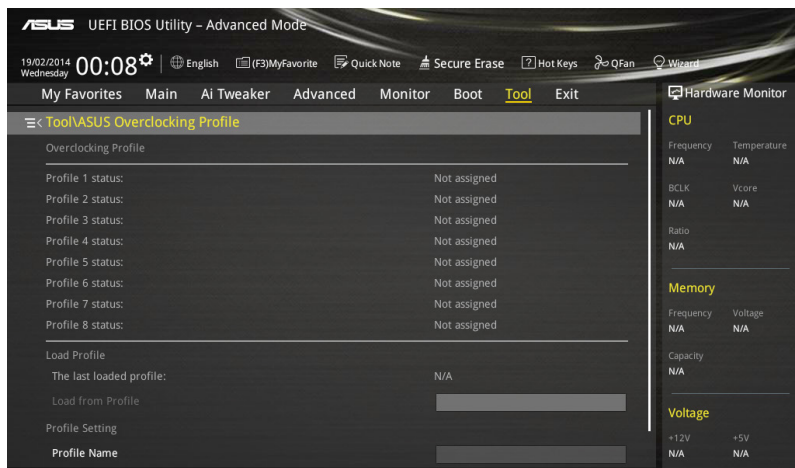 ASUS UEFI BIOS Utility – Advanced Mode
19/02/2014 Wednesday 00:08 English (F3)MyFavorite Quick Note Secure Erase ? Hot Keys QFan Wizard
My Favorites Main Ai Tweaker Advanced Monitor Boot Tool Exit
Tool\ASUS Overclocking Profile
Overclocking Profile
Profile 1 status: Not assigned
Profile 2 status: Not assigned
Profile 3 status: Not assigned
Profile 4 status: Not assigned
Profile 5 status: Not assigned
Profile 6 status: Not assigned
Profile 7 status: Not assigned
Profile 8 status: Not assigned
Load Profile
The last loaded profile: N/A
Load from Profile
Profile Setting
Profile Name
Hardware Monitor
CPU
Frequency Temperature
N/A N/A
BCLK Vcore
N/A N/A
Ratio
N/A
Memory
Frequency Voltage
N/A N/A
Capacity
N/A
Voltage
+12V +5V
N/A N/A